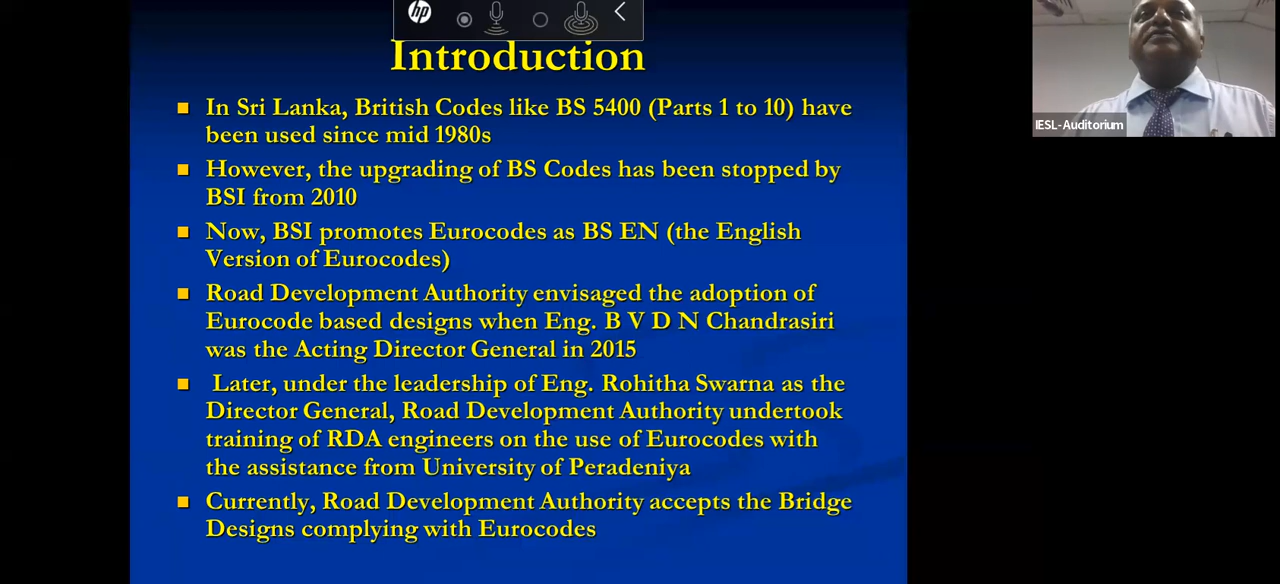 hp
Introduction
IESL-Auditorium
■ In Sri Lanka, British Codes like BS 5400 (Parts 1 to 10) have
been used since mid 1980s
■ However, the upgrading of BS Codes has been stopped by
BSI from 2010
■ Now, BSI promotes Eurocodes as BS EN (the English
Version of Eurocodes)
■ Road Development Authority envisaged the adoption of
Eurocode based designs when Eng. B V D N Chandrasiri
was the Acting Director General in 2015
■ Later, under the leadership of Eng. Rohitha Swarna as the
Director General, Road Development Authority undertook
training of RDA engineers on the use of Eurocodes with
the assistance from University of Peradeniya
■ Currently, Road Development Authority accepts the Bridge
Designs complying with Eurocodes